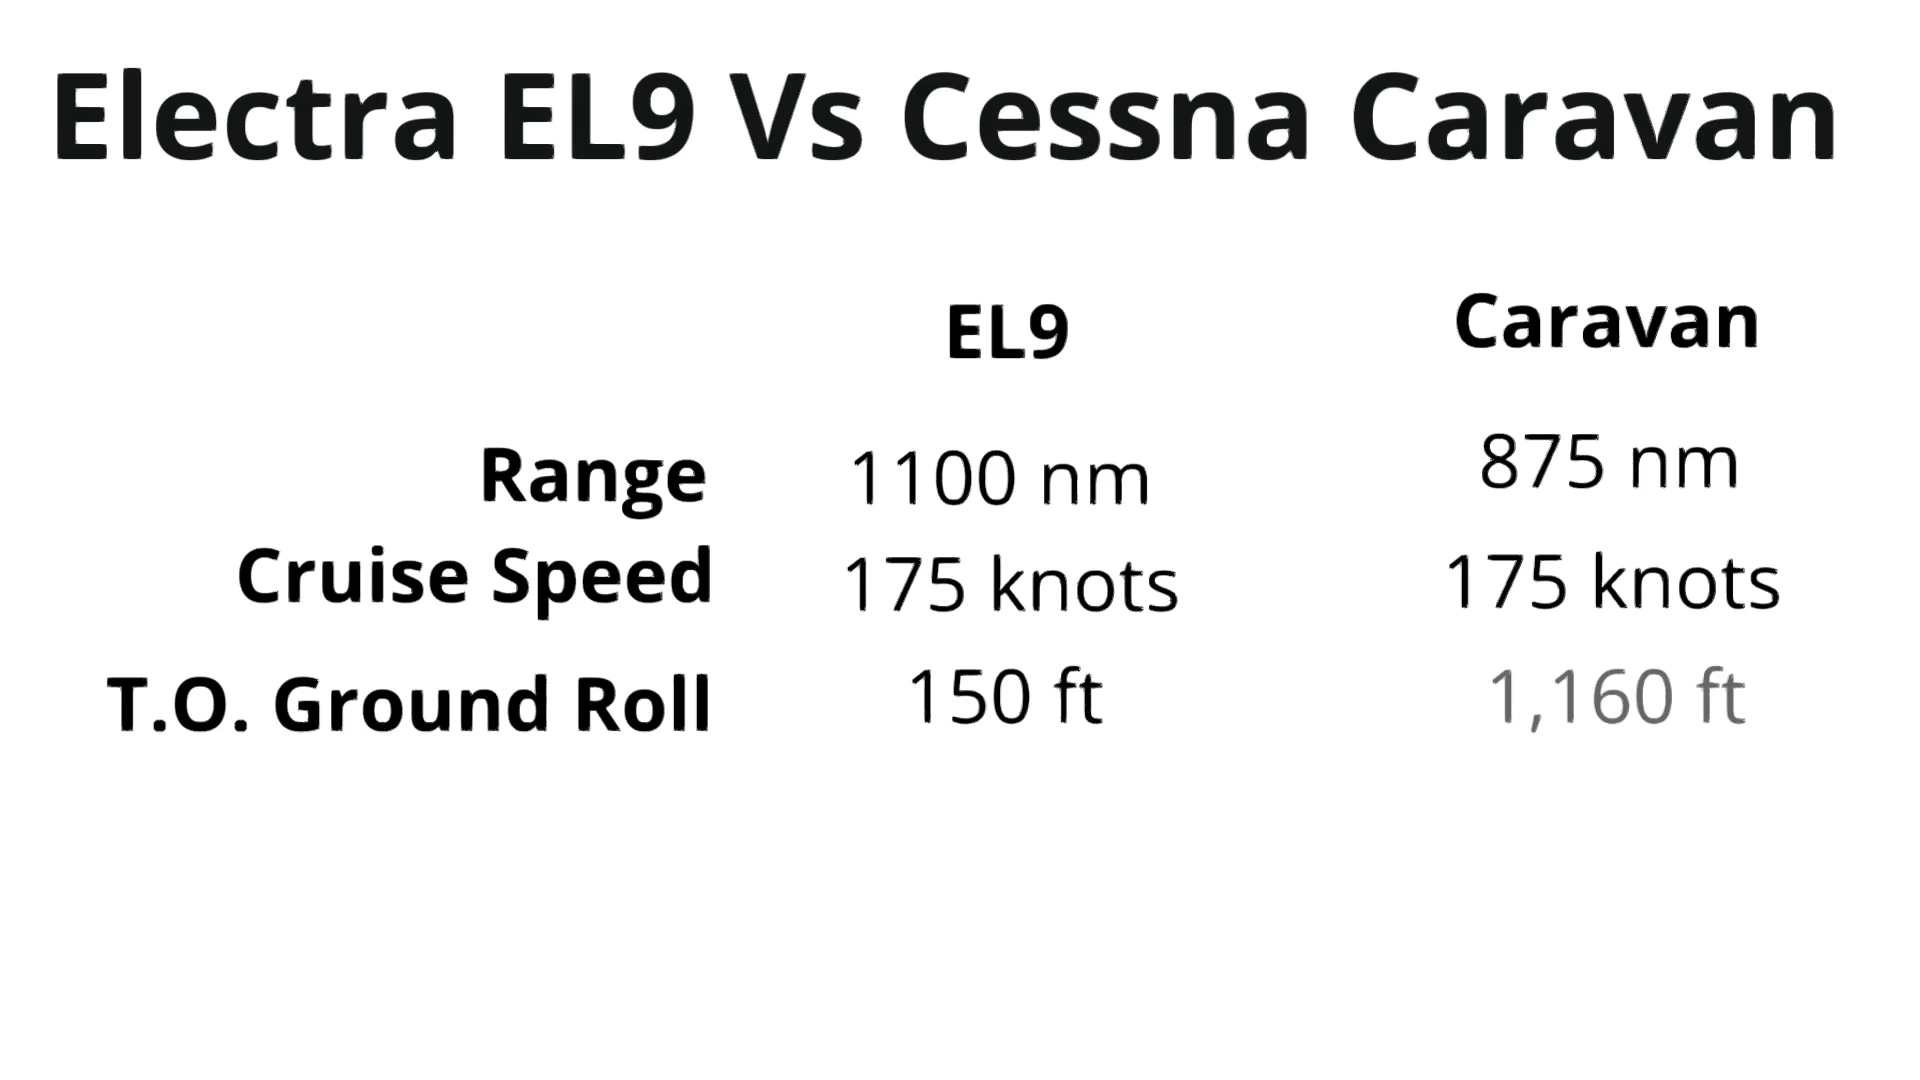 Electra EL9 Vs Cessna Caravan
EL9 Caravan
Range 1100 nm 875 nm
Cruise Speed 175 knots 175 knots
T.O. Ground Roll 150 ft 1,160 ft